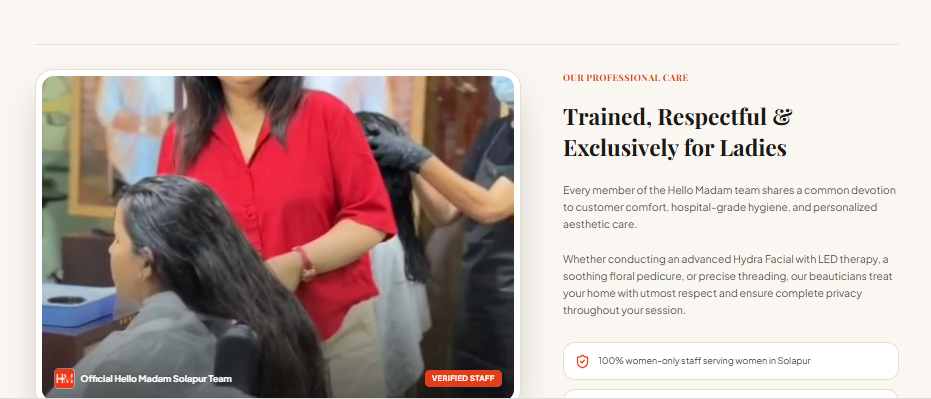 OUR PROFESSIONAL CARE
Trained, Respectful &
Exclusively for Ladies
Every member of the Hello Madam team shares a common devotion
to customer comfort, hospital-grade hygiene, and personalized
aesthetic care.
Whether conducting an advanced Hydra Facial with LED therapy, a
soothing floral pedicure, or precise threading, our beauticians treat
your home with utmost respect and ensure complete privacy
throughout your session.
100% women-only staff serving women in Solapur
HM
Official Hello Madam Solapur Team
VERIFIED STAFF